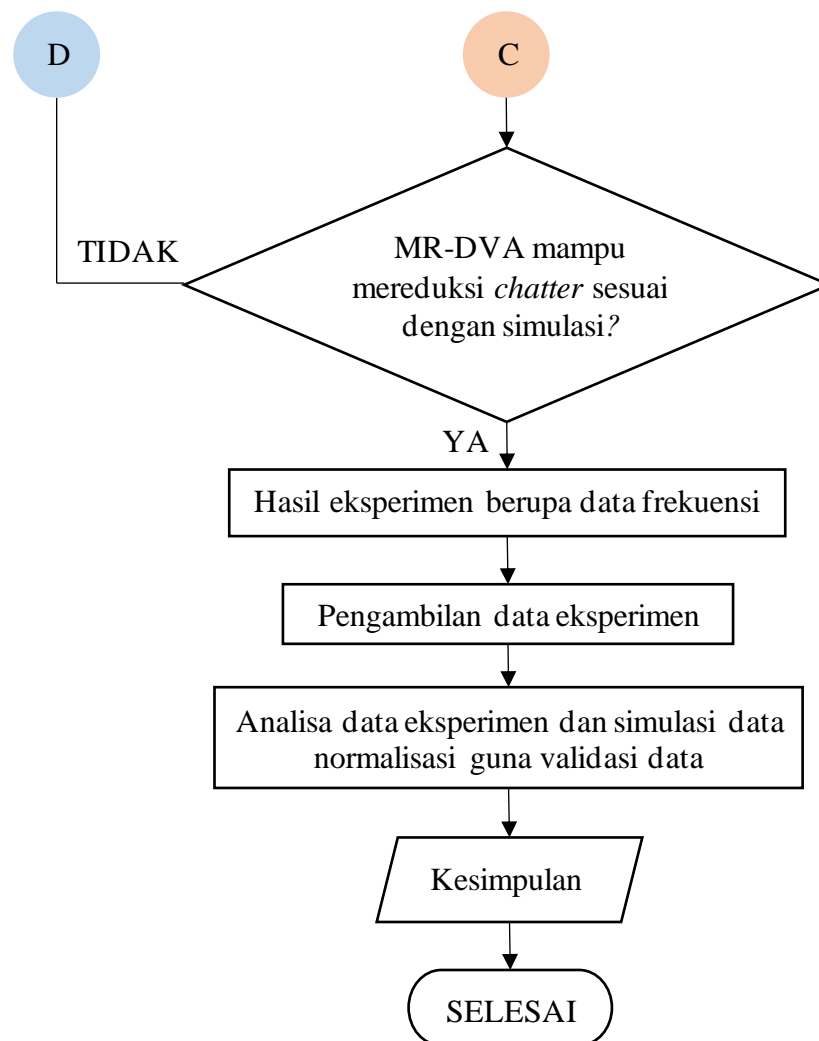 D
C
TIDAK
MR-DVA mampu
mereduksi chatter sesuai
dengan simulasi?
YA
Hasil eksperimen berupa data frekuensi
Pengambilan data eksperimen
Analisa data eksperimen dan simulasi data
normalisasi guna validasi data
Kesimpulan
SELESAI